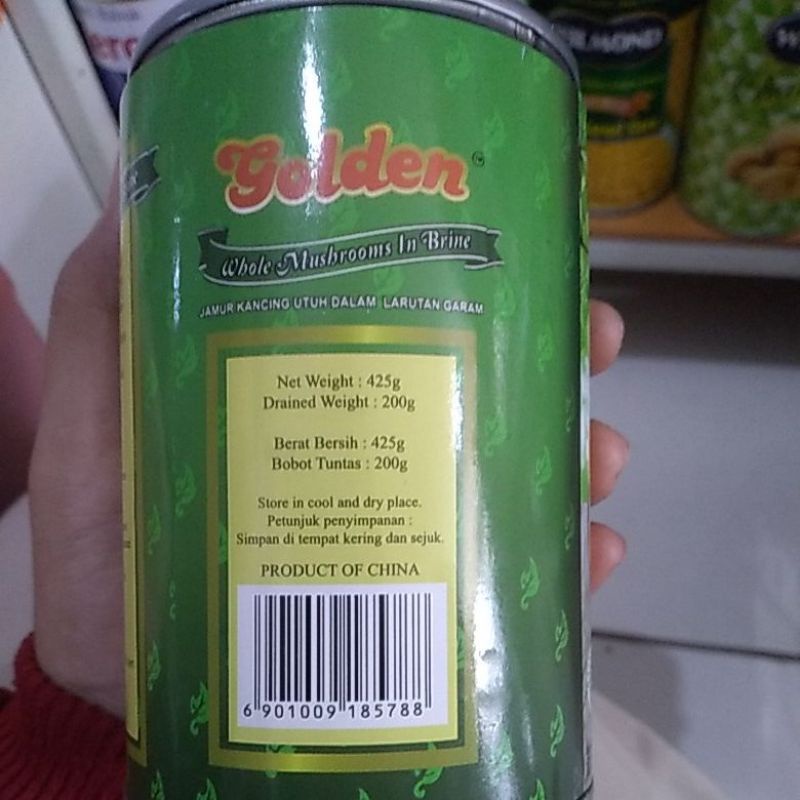 Golden
Whole Mushrooms In Brine
JAMUR KANCING UTUH DALAM LARUTAN GARAM
Net Weight : 425g
Drained Weight : 200g
Berat Bersih : 425g
Bobot Tuntas : 200g
Store in cool and dry place.
Petunjuk penyimpanan :
Simpan di tempat kering dan sejuk.
PRODUCT OF CHINA
6 901009 185788